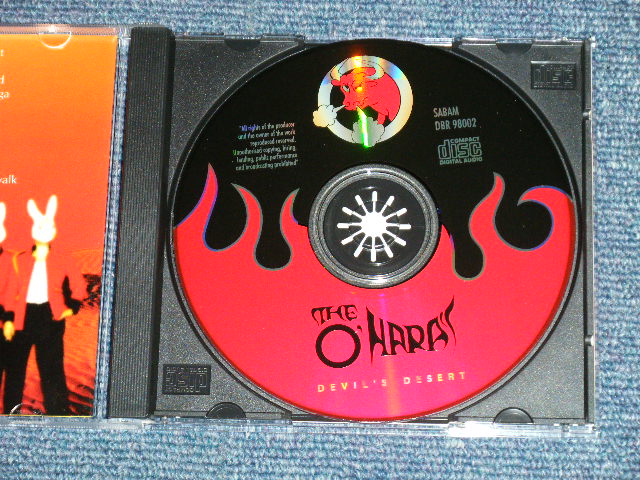 "All rights of the producer
and the owner of the work
reproduced reserved.
Unauthorised copying, hiring,
lending, public performance
and broadcasting prohibited"
SABAM
DBR 98002
COMPACT
disc
DIGITAL AUDIO
THE
O'HARA'S
DEVIL'S DESERT